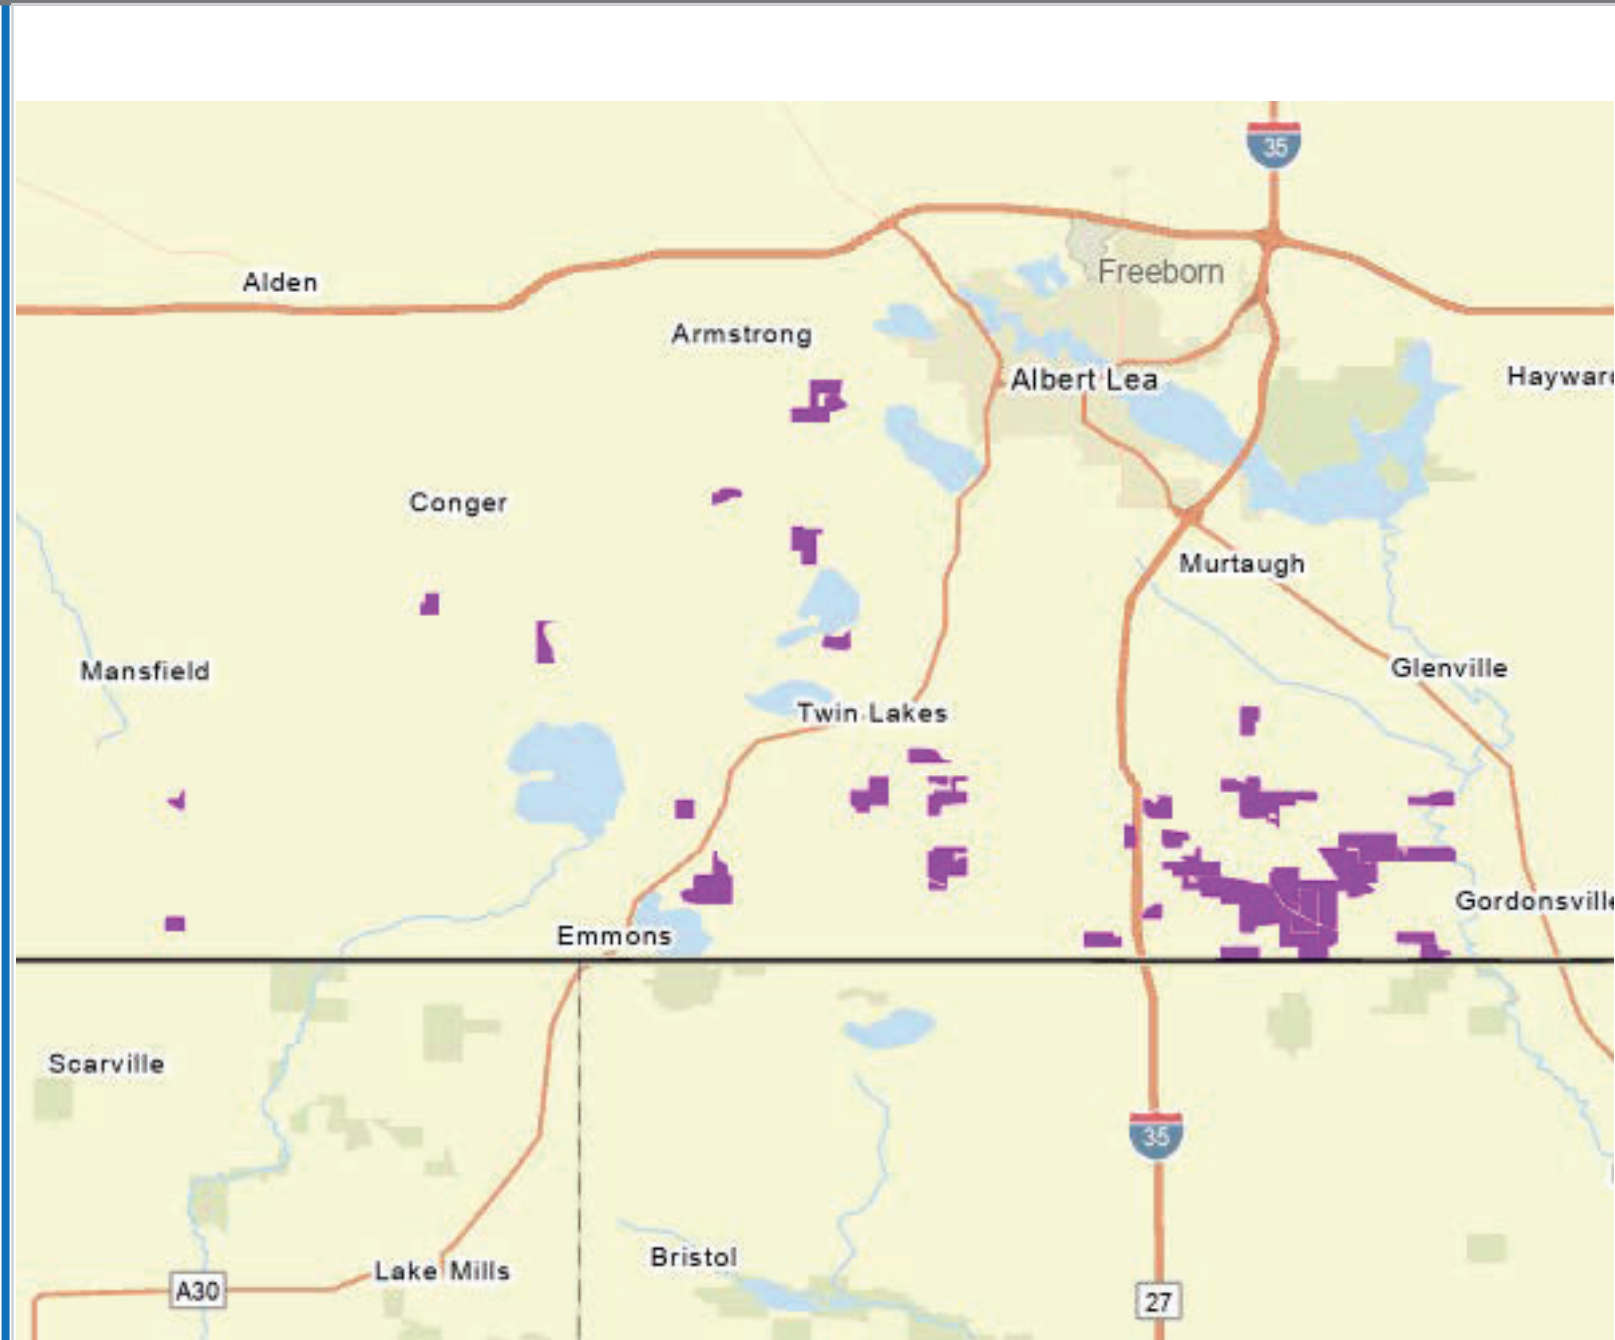 35
Freeborn
Alden
Armstrong
Albert Lea
Hayward
Conger
Murtaugh
Mansfield
Glenville
Twin Lakes
Gordonsville
Emmons
Scarville
35
Bristol
Lake Mills
A30
27